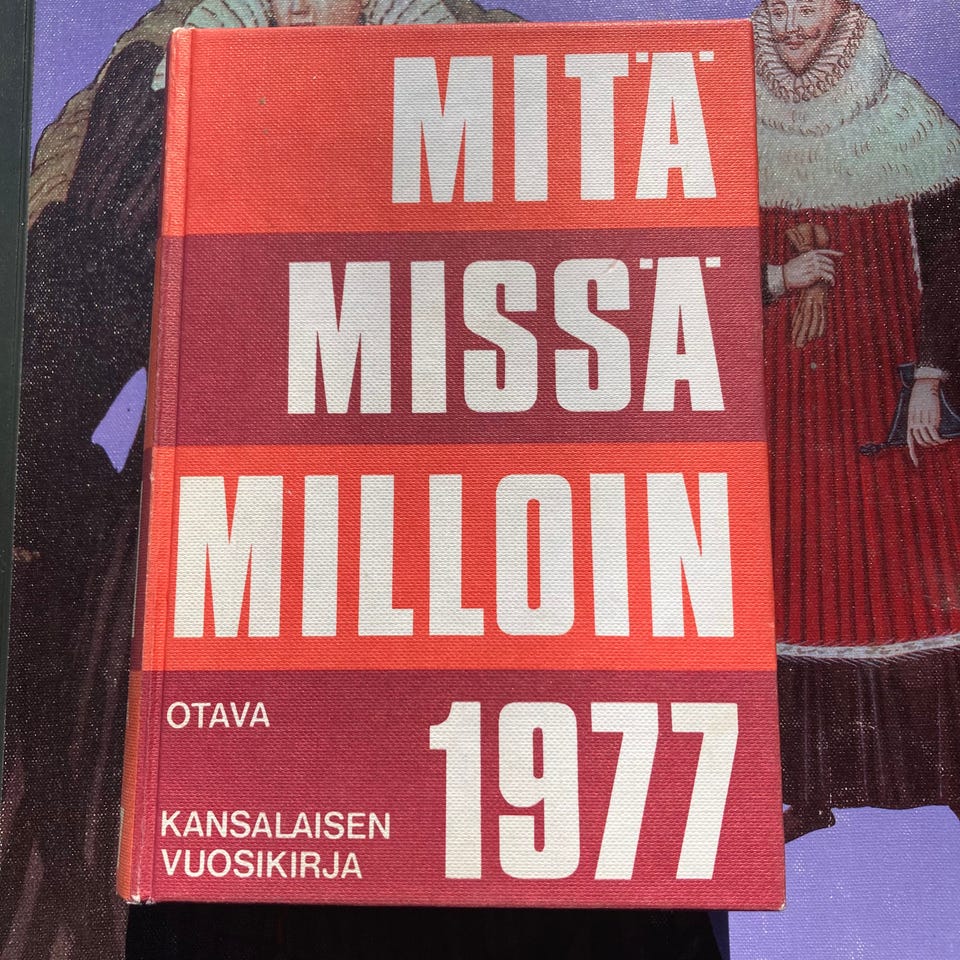 MITÄ
MISSÄ
MILLOIN
OTAVA
1977
KANSALAISEN
VUOSIKIRJA